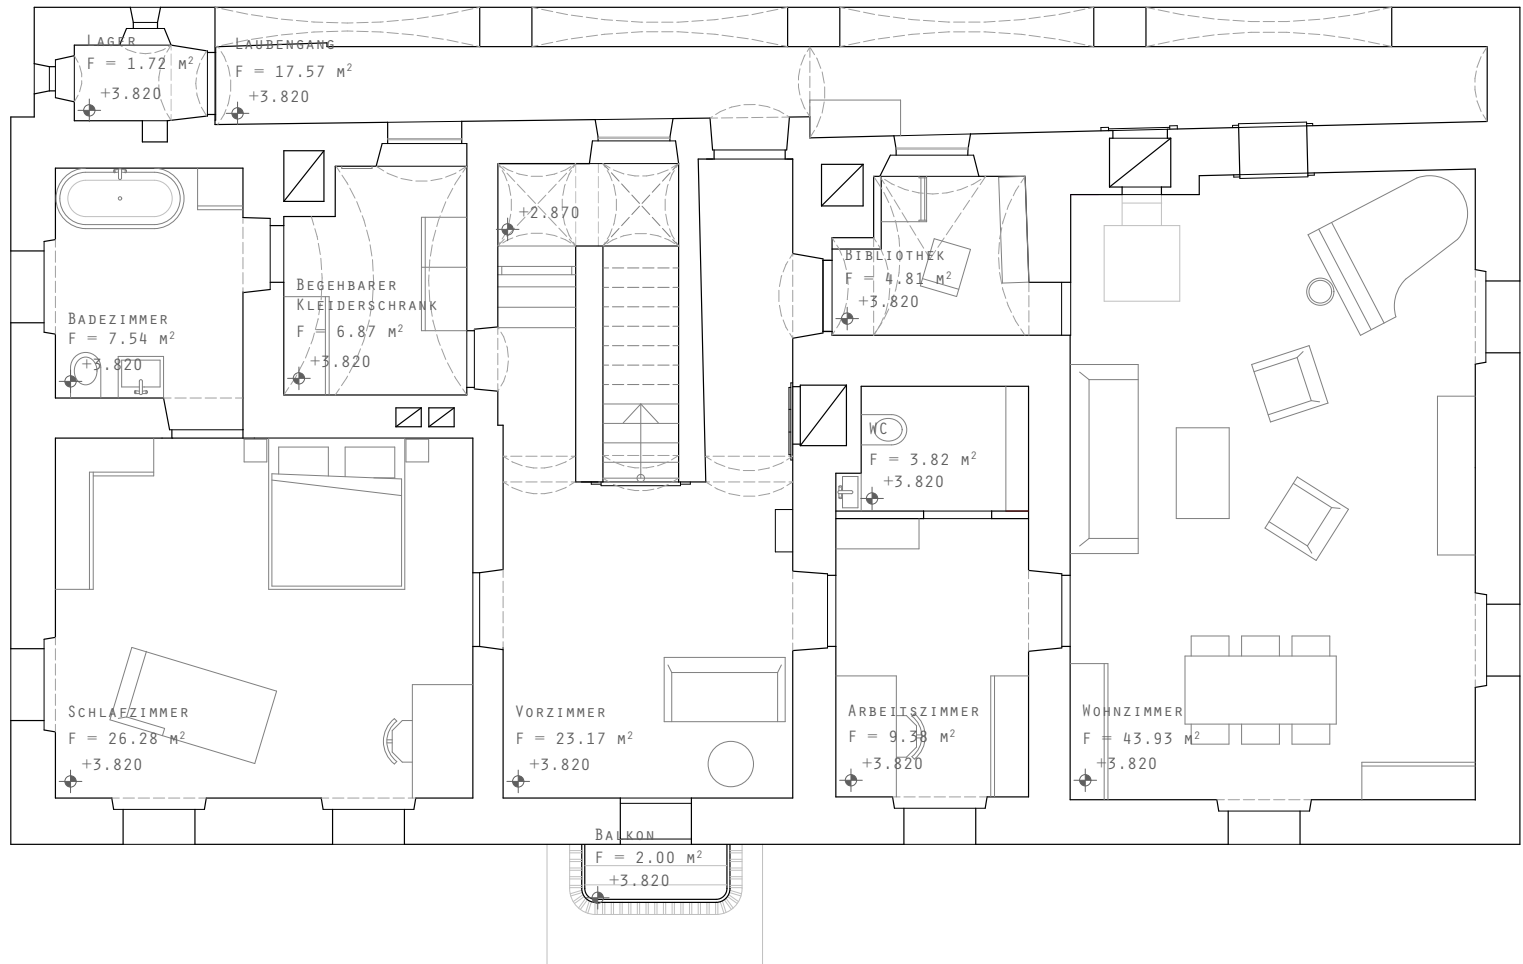 Lager
F = 1.72 m²
+3.820
Laubengang
F = 17.57 m²
+3.820
+2.870
Bibliothek
F = 4.81 m²
+3.820
Begehbarer
Kleiderschrank
F = 6.87 m²
+3.820
Badezimmer
F = 7.54 m²
+3.820
WC
F = 3.82 m²
+3.820
Schlafzimmer
F = 26.28 m²
+3.820
Vorzimmer
F = 23.17 m²
+3.820
Arbeitszimmer
F = 9.38 m²
+3.820
Wohnzimmer
F = 43.93 m²
+3.820
Balkon
F = 2.00 m²
+3.820